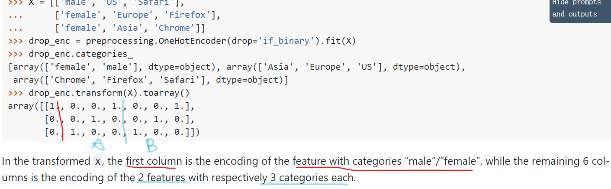 >>> X = [['male', 'US', 'Safari'],
...      ['female', 'Europe', 'Firefox'],
...      ['female', 'Asia', 'Chrome']]
>>> drop_enc = preprocessing.OneHotEncoder(drop='if_binary').fit(X)
>>> drop_enc.categories_
[array(['female', 'male'], dtype=object), array(['Asia', 'Europe', 'US'], dtype=object),
 array(['Chrome', 'Firefox', 'Safari'], dtype=object)]
>>> drop_enc.transform(X).toarray()
array([[1., 0., 0., 1., 0., 0., 1.],
       [0., 0., 1., 0., 0., 1., 0.],
       [0., 1., 0., 0., 1., 0., 0.]])
A B
In the transformed X, the first column is the encoding of the feature with categories "male"/"female", while the remaining 6 col-
umns is the encoding of the 2 features with respectively 3 categories each.
Hide prompts
and outputs